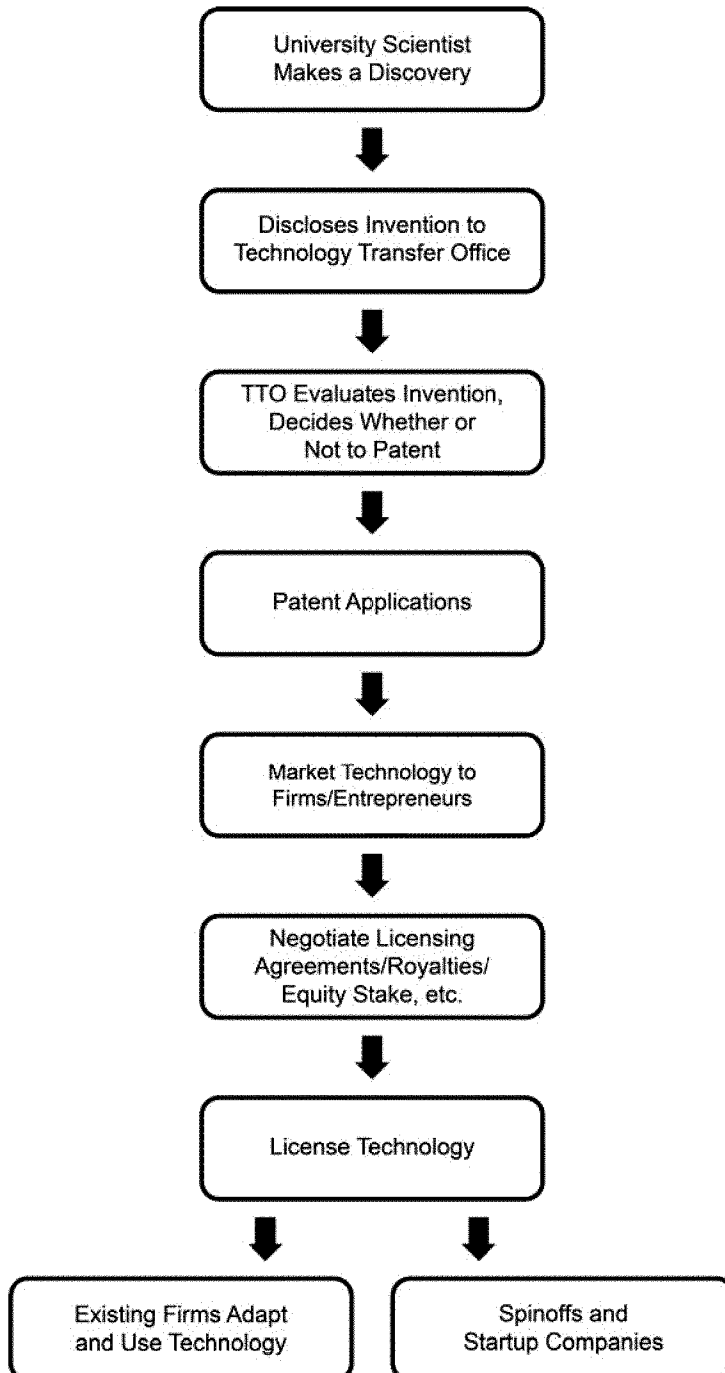 University Scientist
Makes a Discovery
Discloses Invention to
Technology Transfer Office
TTO Evaluates Invention,
Decides Whether or
Not to Patent
Patent Applications
Market Technology to
Firms/Entrepreneurs
Negotiate Licensing
Agreements/Royalties/
Equity Stake, etc.
License Technology
Existing Firms Adapt
and Use Technology
Spinoffs and
Startup Companies